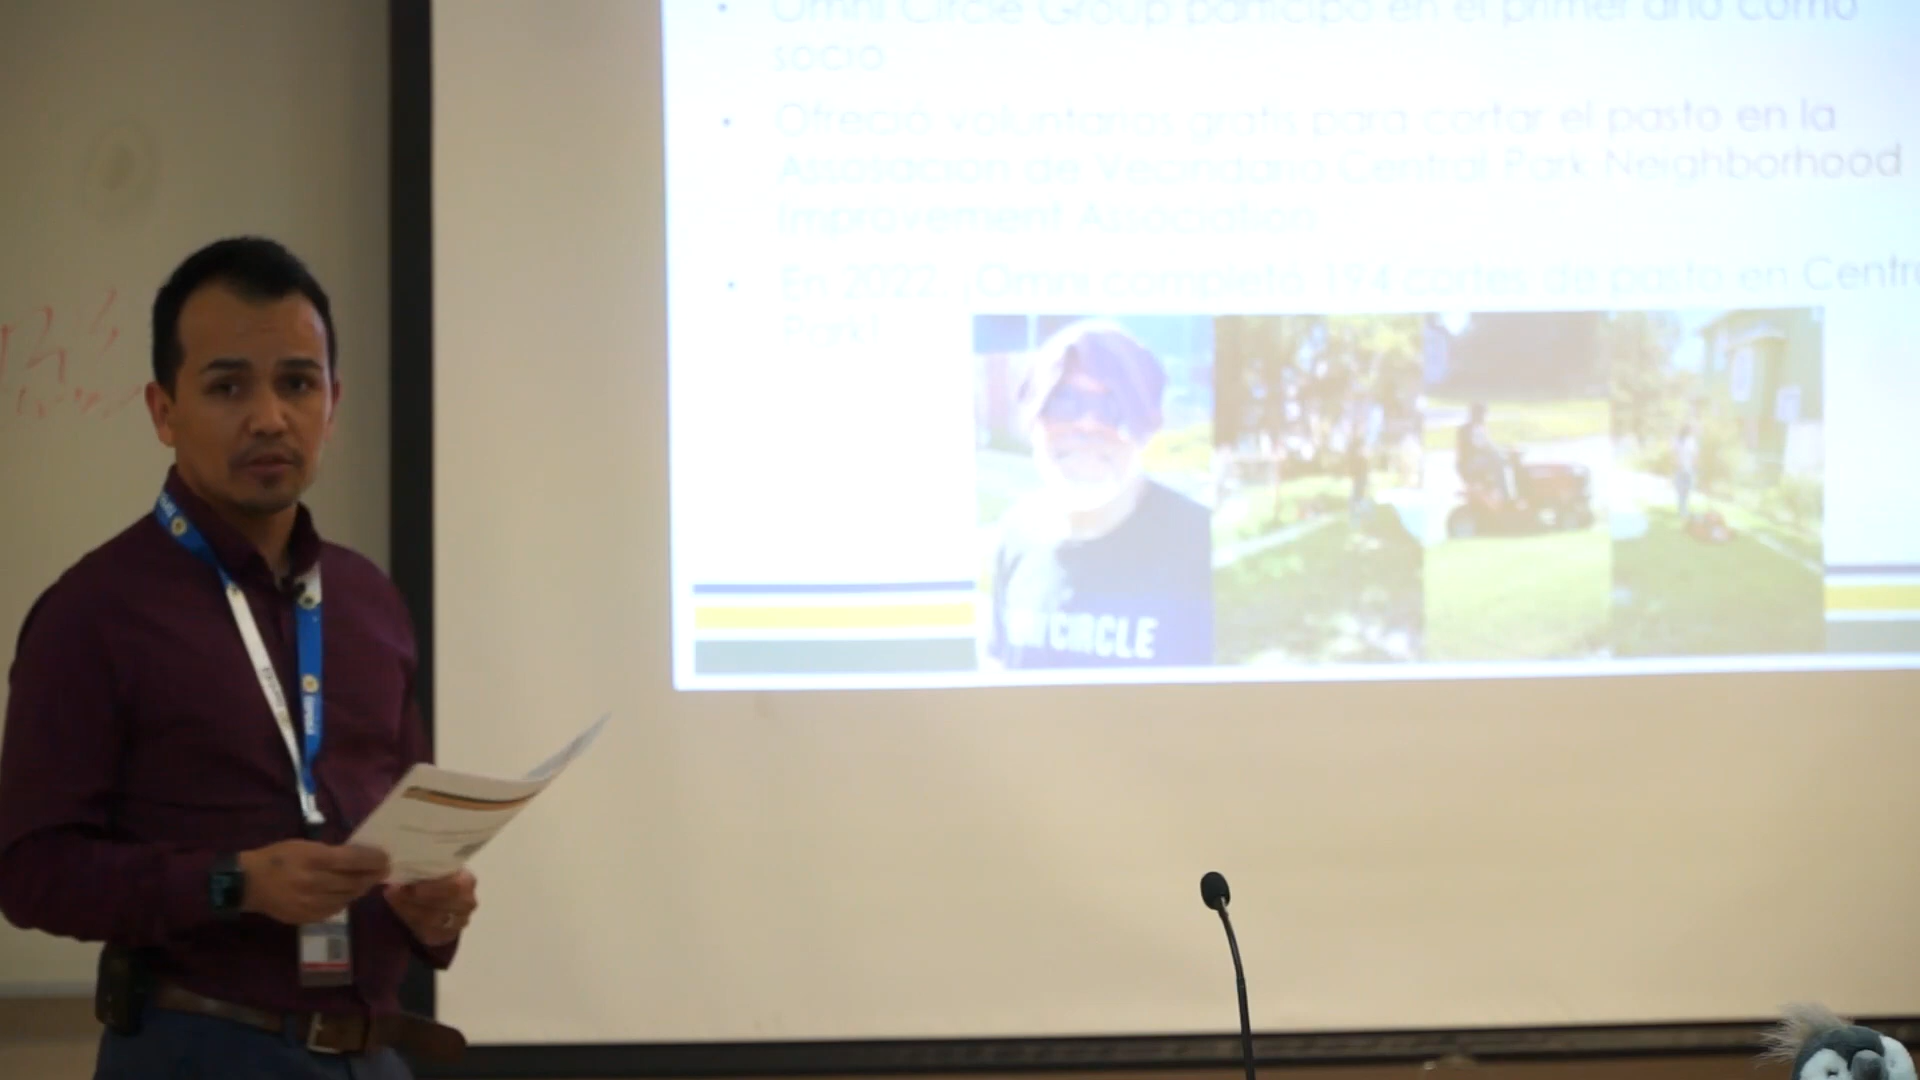 Omni Circle Group participó en el primer año como
socio
Ofreció voluntarios gratis para cortar el pasto en la
Assosiacion de Vecindario Central Park Neighborhood
Improvement Association
En 2022, Omni completó 194 cortes de pasto en Centr
Park!
CIRCLE